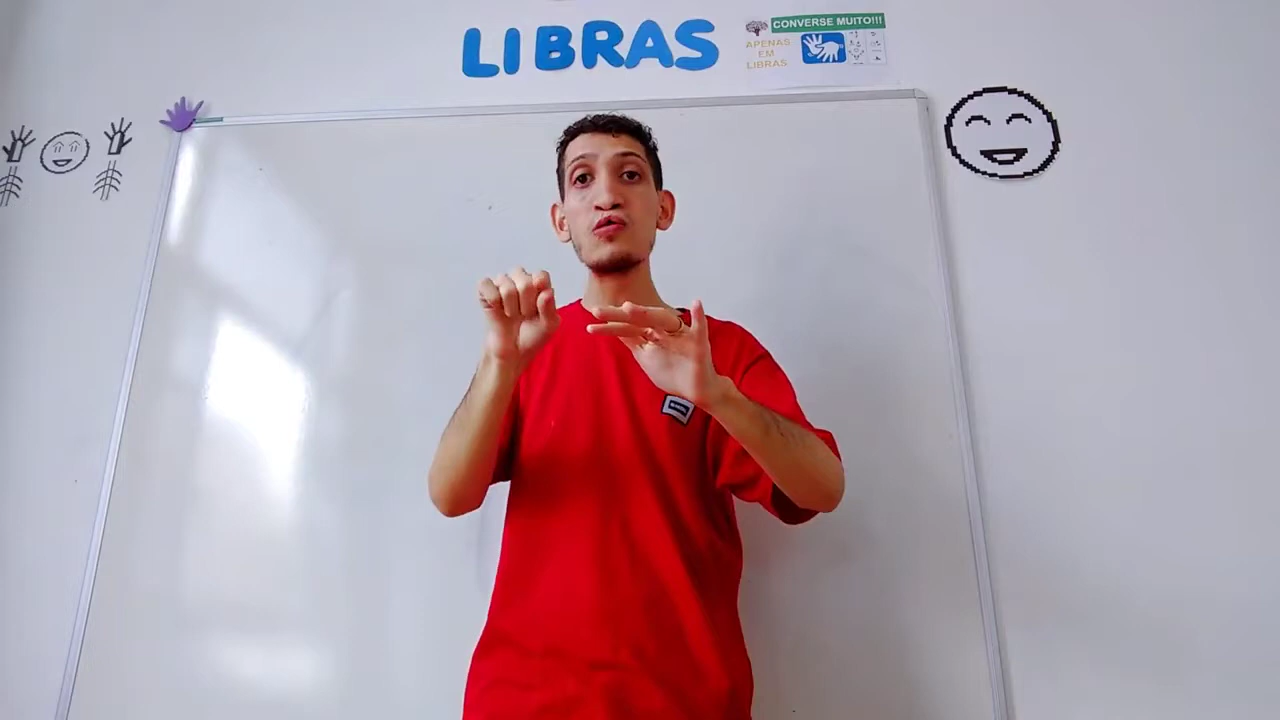 LIBRAS
CONVERSE MUITO!!!
APENAS
EM
LIBRAS